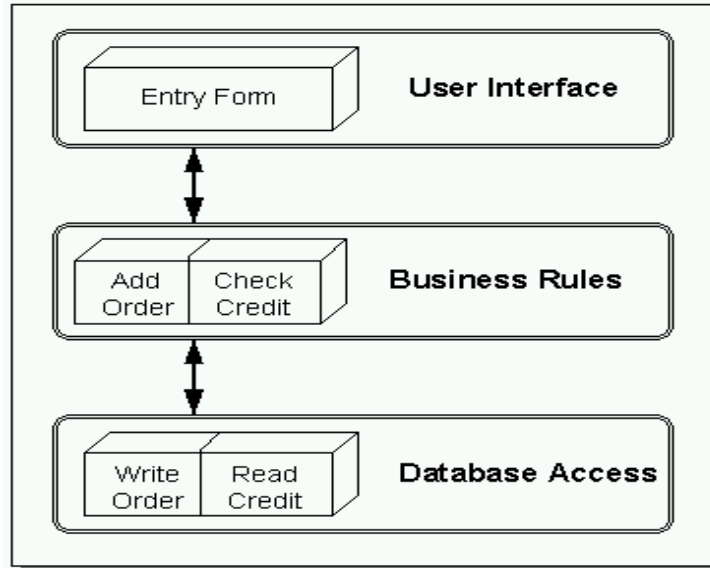 Entry Form
User Interface
Add
Order
Check
Credit
Business Rules
Write
Order
Read
Credit
Database Access